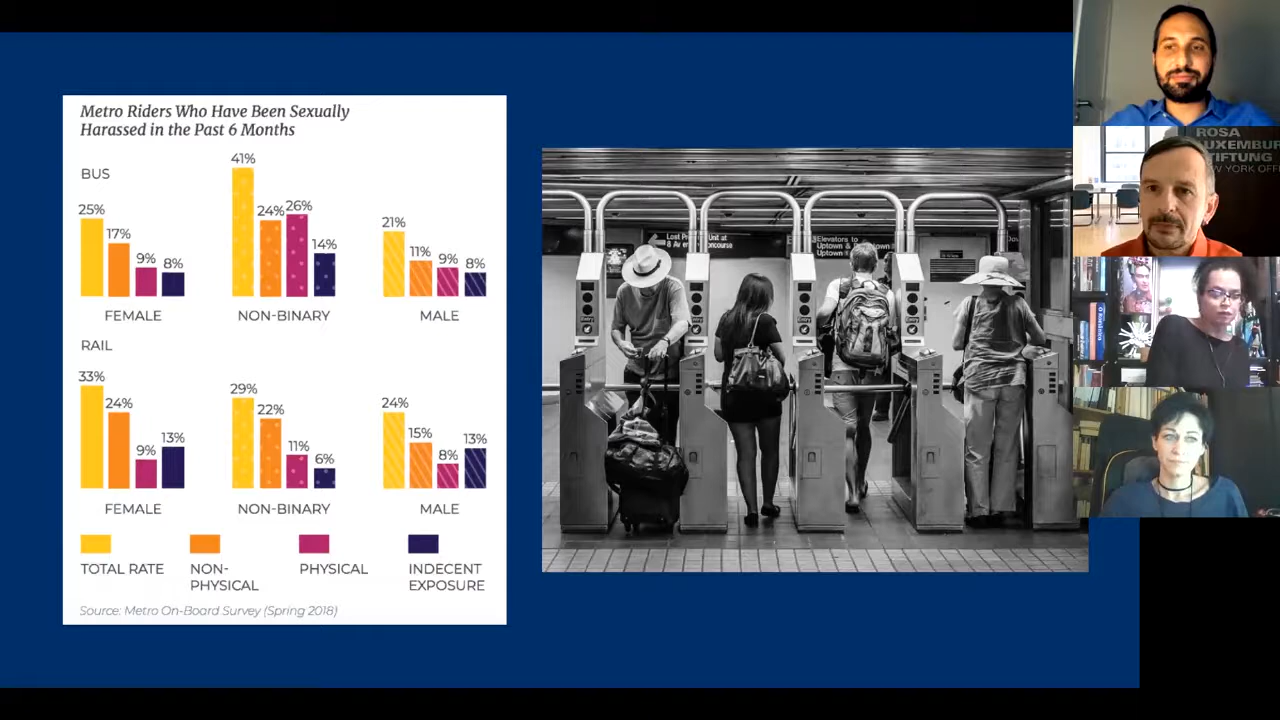 Metro Riders Who Have Been Sexually
Harassed in the Past 6 Months
BUS
41%
25%
17%
9%
8%
24%
26%
14%
21%
11%
9%
8%
FEMALE
NON-BINARY
MALE
RAIL
33%
24%
9%
13%
29%
22%
11%
6%
24%
15%
8%
13%
FEMALE
NON-BINARY
MALE
TOTAL RATE
NON-
PHYSICAL
PHYSICAL
INDECENT
EXPOSURE
Source: Metro On-Board Survey (Spring 2018)
Elevators to
Uptown &
Uptown
ROSA
UXEMBUR
STIFTUNG
W YORK OFF